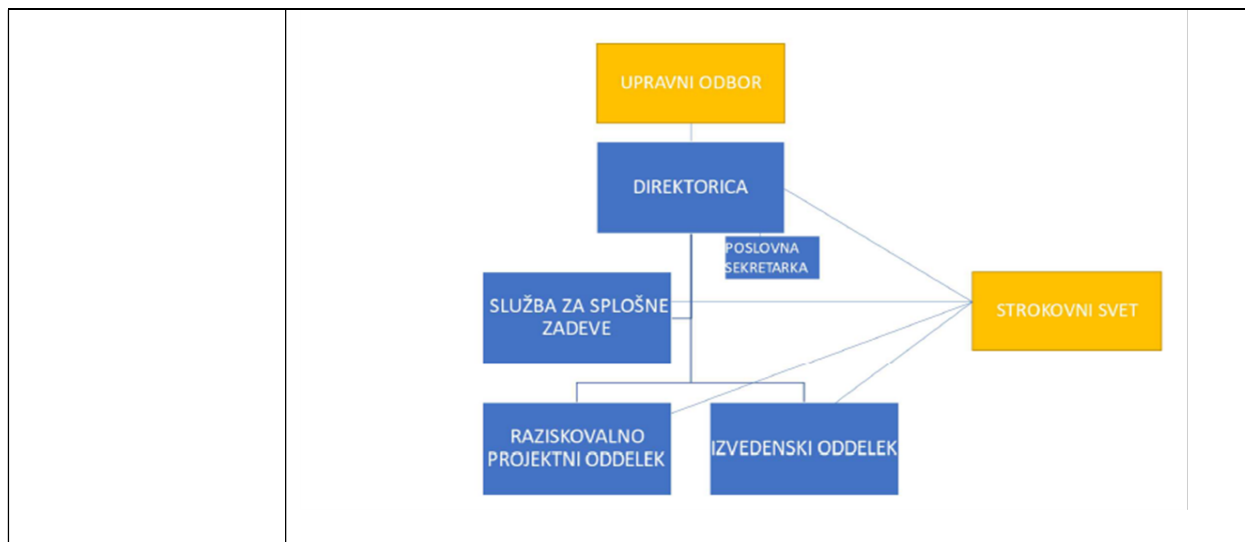 UPRAVNI ODBOR
DIREKTORICA
POSLOVNA
SEKRETARKA
SLUŽBA ZA SPLOŠNE
ZADEVE
STROKOVNI SVET
RAZISKOVALNO
PROJEKTNI ODDELEK
IZVEDENSKI ODDELEK